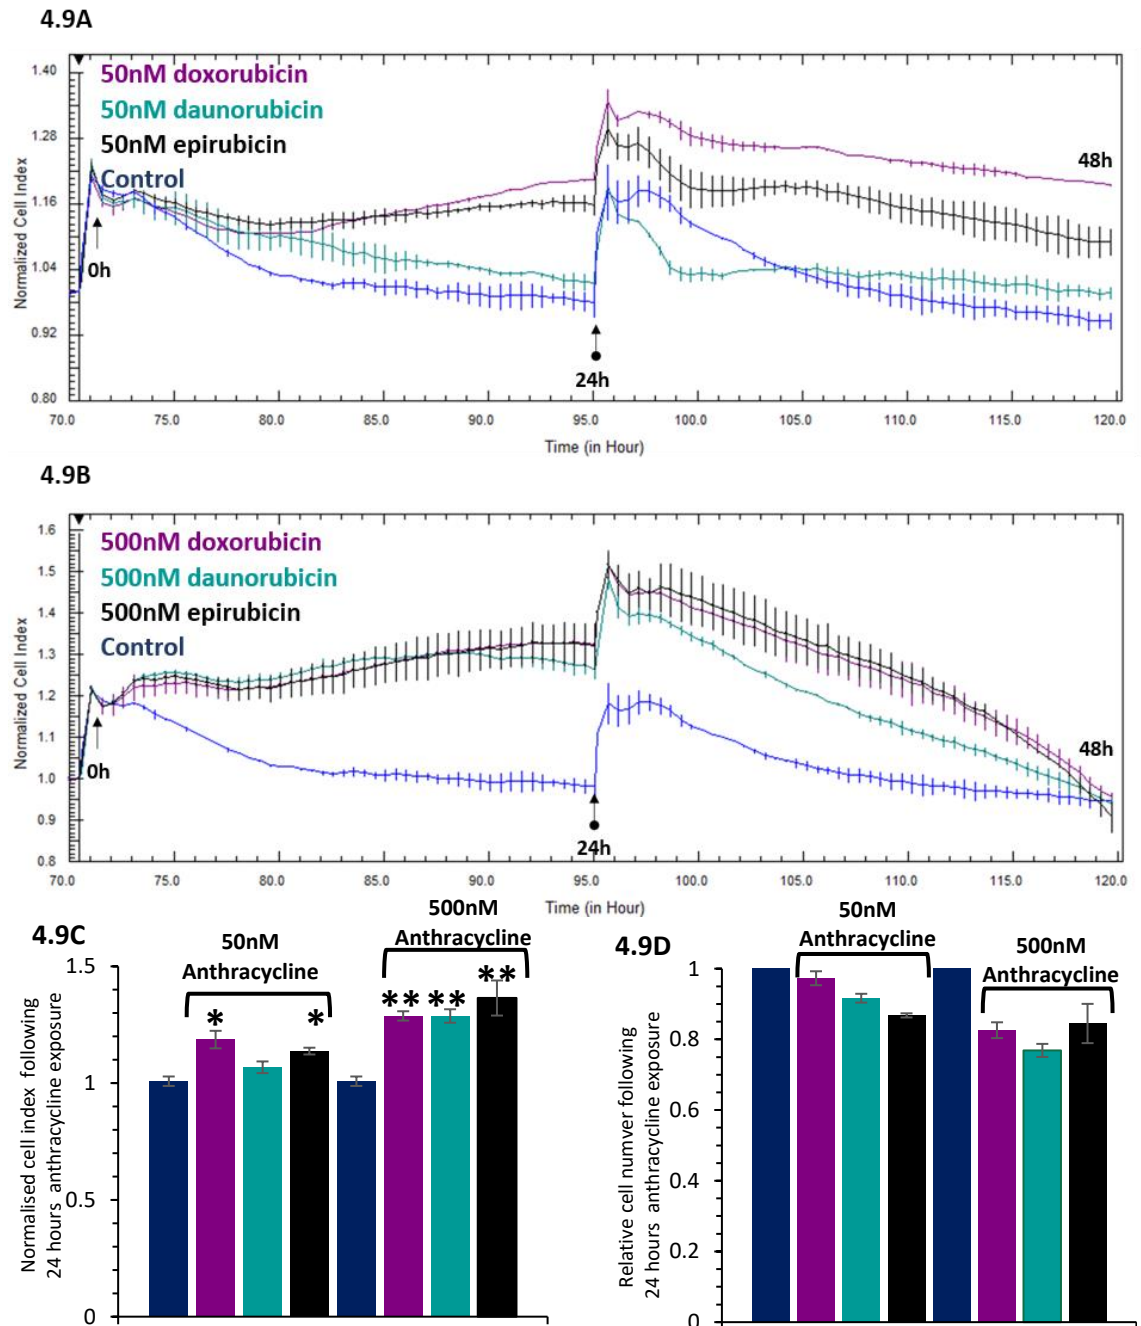 4.9A
1.40
1.28
1.16
1.04
0.92
0.80
Normalized Cell Index
50nM doxorubicin
50nM daunorubicin
50nM epirubicin
Control
0h
24h
48h
70.0 75.0 80.0 85.0 90.0 95.0 100.0 105.0 110.0 115.0 120.0
Time (in Hour)
4.9B
1.6
1.5
1.4
1.3
1.2
1.1
1.0
0.9
0.8
Normalized Cell Index
500nM doxorubicin
500nM daunorubicin
500nM epirubicin
Control
0h
24h
48h
70.0 75.0 80.0 85.0 90.0 95.0 100.0 105.0 110.0 115.0 120.0
Time (in Hour)
4.9C
50nM
Anthracycline
500nM
Anthracycline
* * ** ** **
1.5
1
0.5
0
Normalised cell index following
24 hours anthracycline exposure
4.9D
50nM
Anthracycline
500nM
Anthracycline
1
0.8
0.6
0.4
0.2
0
Relative cell numver following
24 hours anthracycline exposure